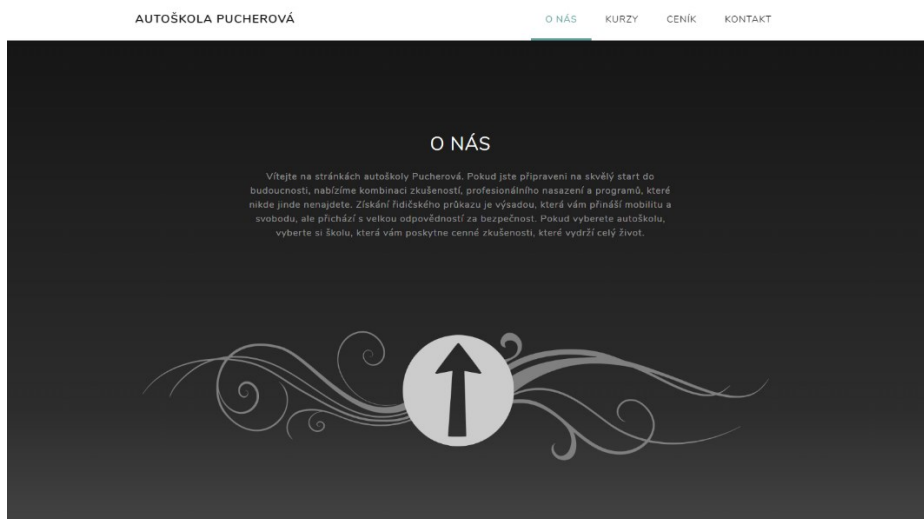 AUTOŠKOLA PUCHEROVÁ
O NÁS KURZY CENÍK KONTAKT
O NÁS
Vítejte na stránkách autoškoly Pucherová. Pokud jste připraveni na skvělý start do
budoucnosti, nabízíme kombinaci zkušeností, profesionálního nasazení a programů, které
nikde jinde nenajdete. Získání řidičského průkazu je výsadou, která vám přináší mobilitu a
svobodu, ale přichází s velkou odpovědností za bezpečnost. Pokud vyberete autoškolu,
vyberte si školu, která vám poskytne cenné zkušenosti, které vydrží celý život.